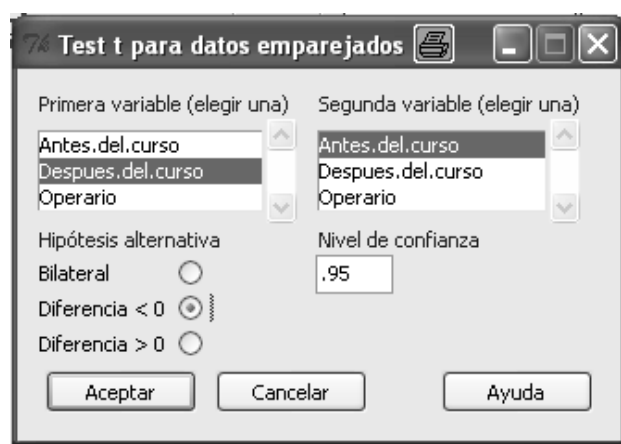 Test t para datos emparejados
Primera variable (elegir una) Segunda variable (elegir una)
Antes.del.curso Antes.del.curso
Despues.del.curso Despues.del.curso
Operario Operario
Hipótesis alternativa Nivel de confianza
Bilateral .95
Diferencia < 0
Diferencia > 0
Aceptar Cancelar Ayuda